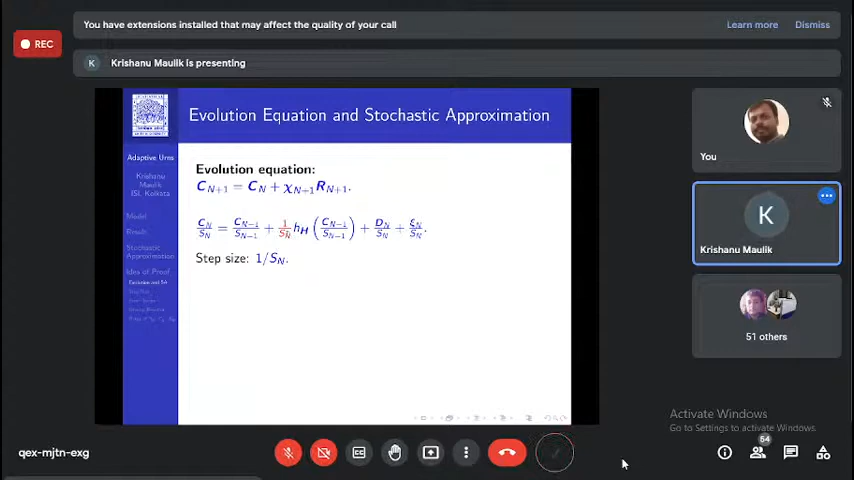 You have extensions installed that may affect the quality of your call
Learn more
Dismiss
REC
K
Krishanu Maulik is presenting
Evolution Equation and Stochastic Approximation
Adaptive Urns
Krishanu
Maulik
ISI, Kolkata
Model
Result
Stochastic
Approximation
Idea of Proof
Evolution and SA
Evolution equation:
C_{N+1} = C_N + χ_{N+1} R_{N+1}.
C_N/S_N = C_{N-1}/S_{N-1} + 1/S_N h_H (C_{N-1}/S_{N-1}) + D_N/S_N + ξ_N/S_N.
Step size: 1/S_N.
You
K
Krishanu Maulik
51 others
Activate Windows
Go to Settings to activate Windows.
qex-mjtn-exg
54